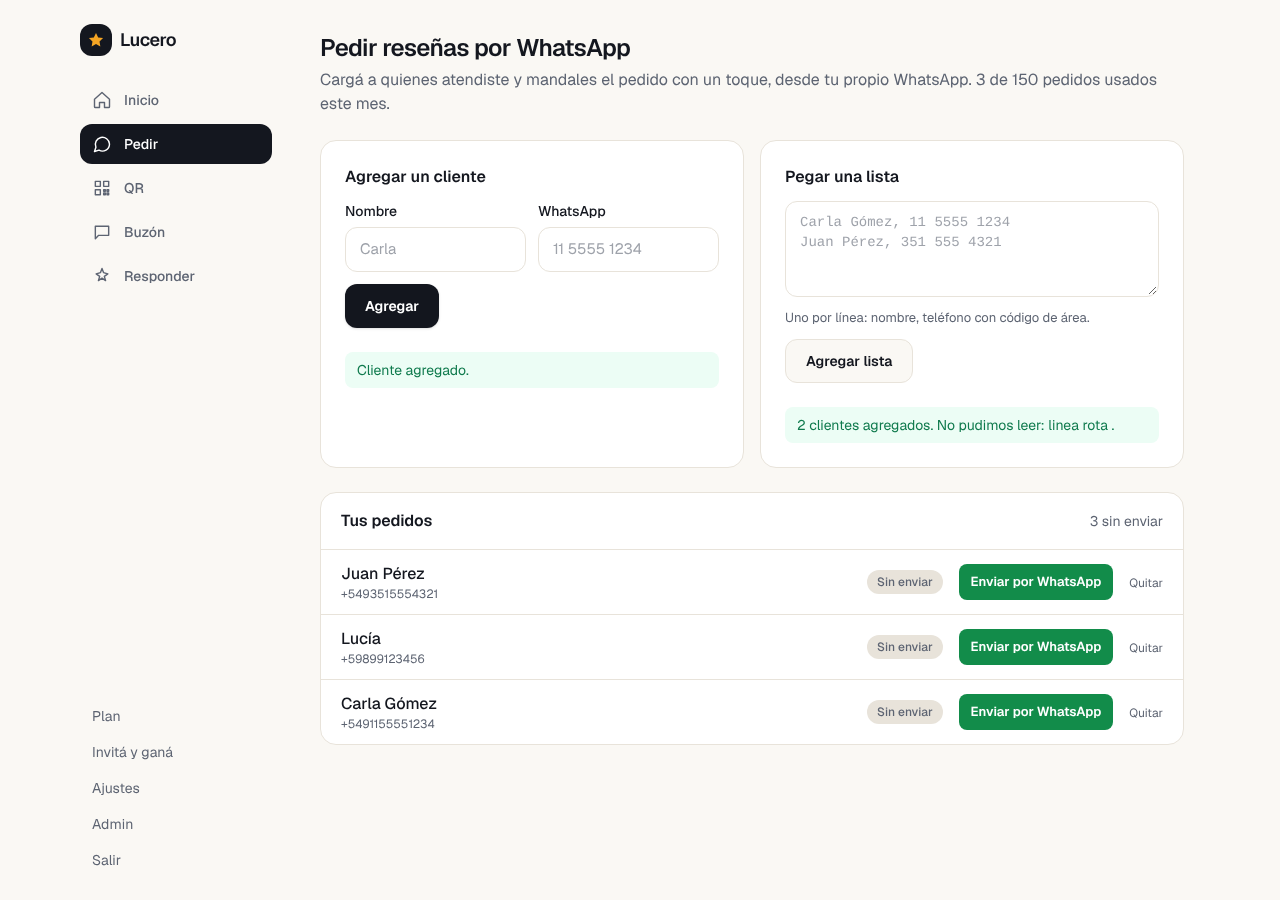 Lucero
Inicio
Pedir
QR
Buzón
Responder
Plan
Invitá y ganá
Ajustes
Admin
Salir
Pedir reseñas por WhatsApp
Cargá a quienes atendiste y mandales el pedido con un toque, desde tu propio WhatsApp. 3 de 150 pedidos usados
este mes.
Agregar un cliente
Nombre
WhatsApp
Carla
11 5555 1234
Agregar
Cliente agregado.
Pegar una lista
Carla Gómez, 11 5555 1234
Juan Pérez, 351 555 4321
Uno por línea: nombre, teléfono con código de área.
Agregar lista
2 clientes agregados. No pudimos leer: linea rota .
Tus pedidos
3 sin enviar
Juan Pérez
+5493515554321
Sin enviar
Enviar por WhatsApp
Quitar
Lucía
+59899123456
Sin enviar
Enviar por WhatsApp
Quitar
Carla Gómez
+5491155551234
Sin enviar
Enviar por WhatsApp
Quitar